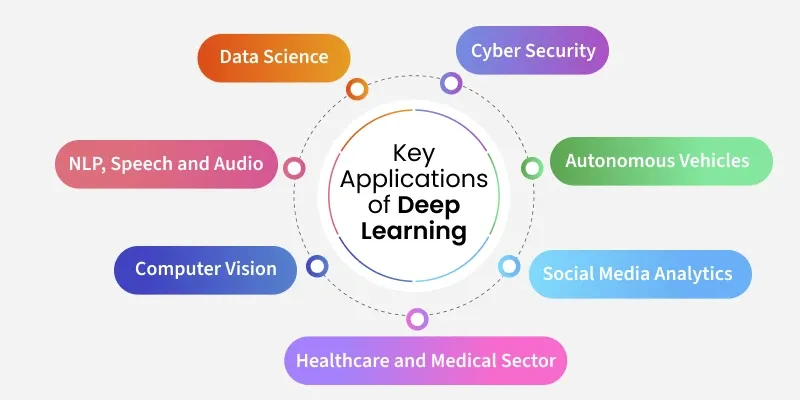 Data Science
Cyber Security
NLP, Speech and Audio
Key
Applications
of Deep
Learning
Autonomous Vehicles
Computer Vision
Social Media Analytics
Healthcare and Medical Sector